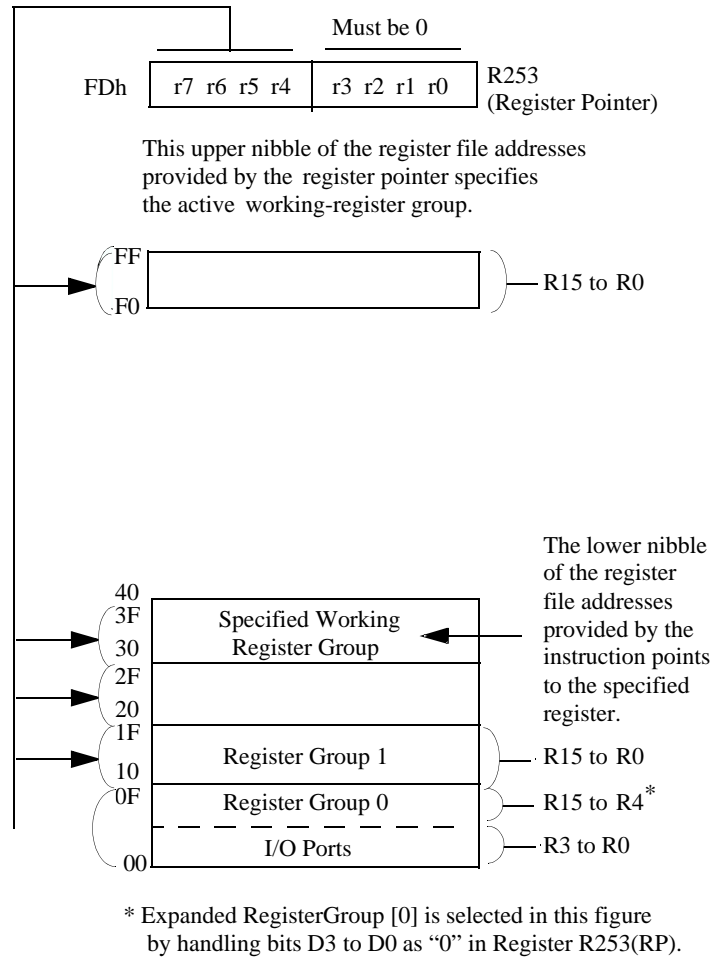 Must be 0
FDh r7 r6 r5 r4 r3 r2 r1 r0 R253
(Register Pointer)
This upper nibble of the register file addresses
provided by the register pointer specifies
the active working-register group.
FF
R15 to R0
F0
The lower nibble
of the register
file addresses
provided by the
instruction points
to the specified
register.
40
3F
Specified Working
Register Group
30
2F
20
1F
Register Group 1
R15 to R0
10
0F
Register Group 0
R15 to R4*
I/O Ports
R3 to R0
00
* Expanded RegisterGroup [0] is selected in this figure
by handling bits D3 to D0 as “0” in Register R253(RP).